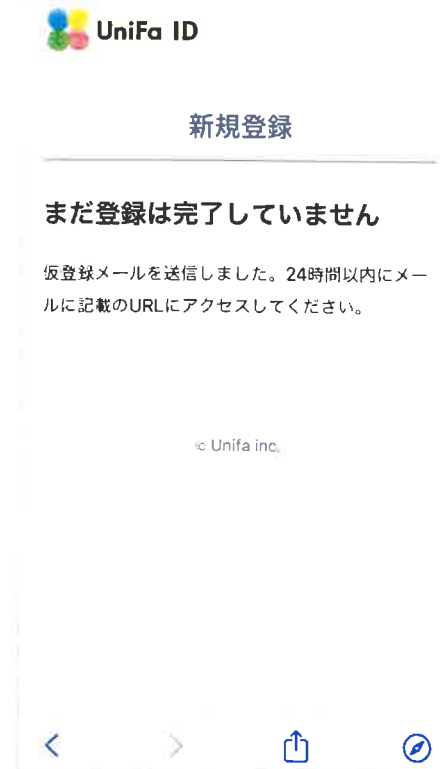 UniFa ID
新規登録
まだ登録は完了していません
仮登録メールを送信しました。24時間以内にメー
ルに記載のURLにアクセスしてください。
© Unifa inc.